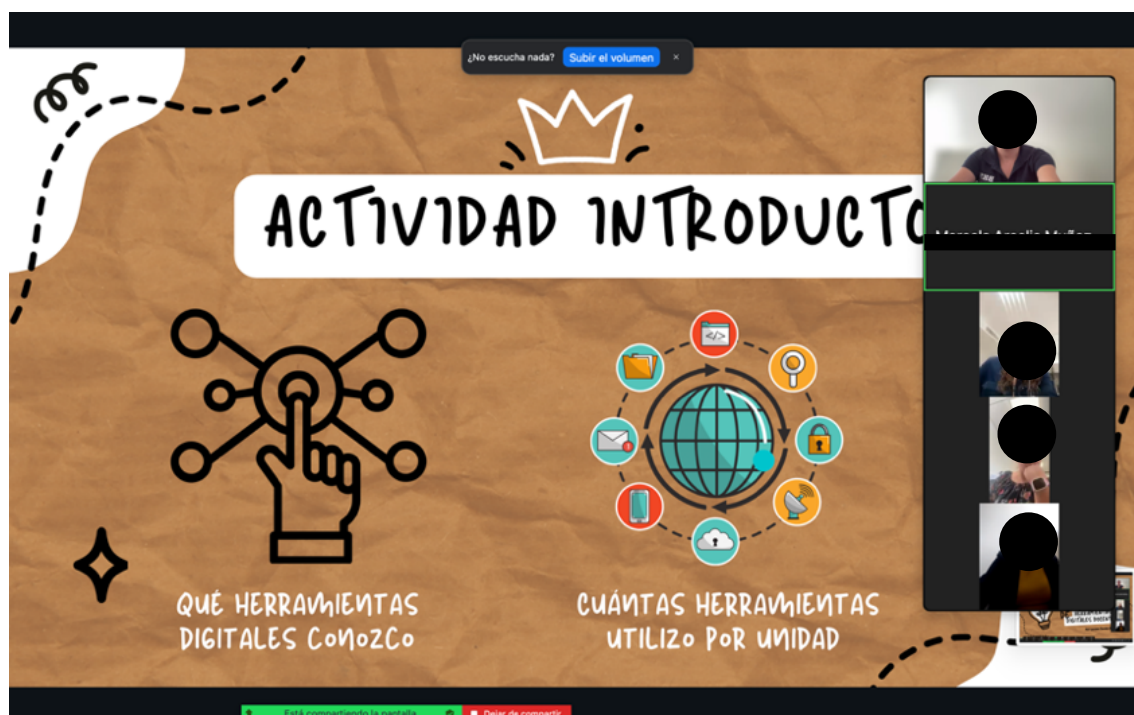 ¿No escucha nada? Subir el volumen
ACTIVIDAD INTRODUCTO
QUÉ HERRAMIENTAS
DIGITALES CONOZCO
CUÁNTAS HERRAMIENTAS
UTILIZO POR UNIDAD
Está compartiendo la pantalla Dejar de compartir